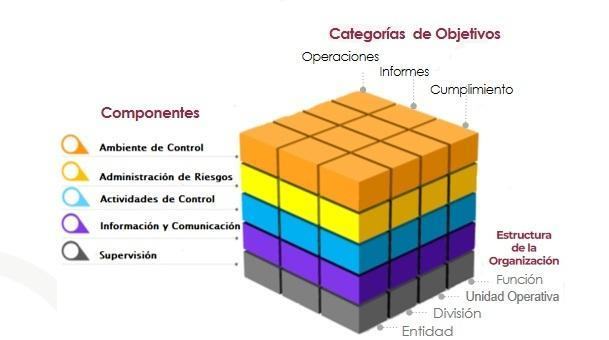 Categorías de Objetivos
Operaciones
Informes
Cumplimiento
Componentes
Ambiente de Control
Administración de Riesgos
Actividades de Control
Información y Comunicación
Supervisión
Estructura
de la
Organización
Función
Unidad Operativa
División
Entidad